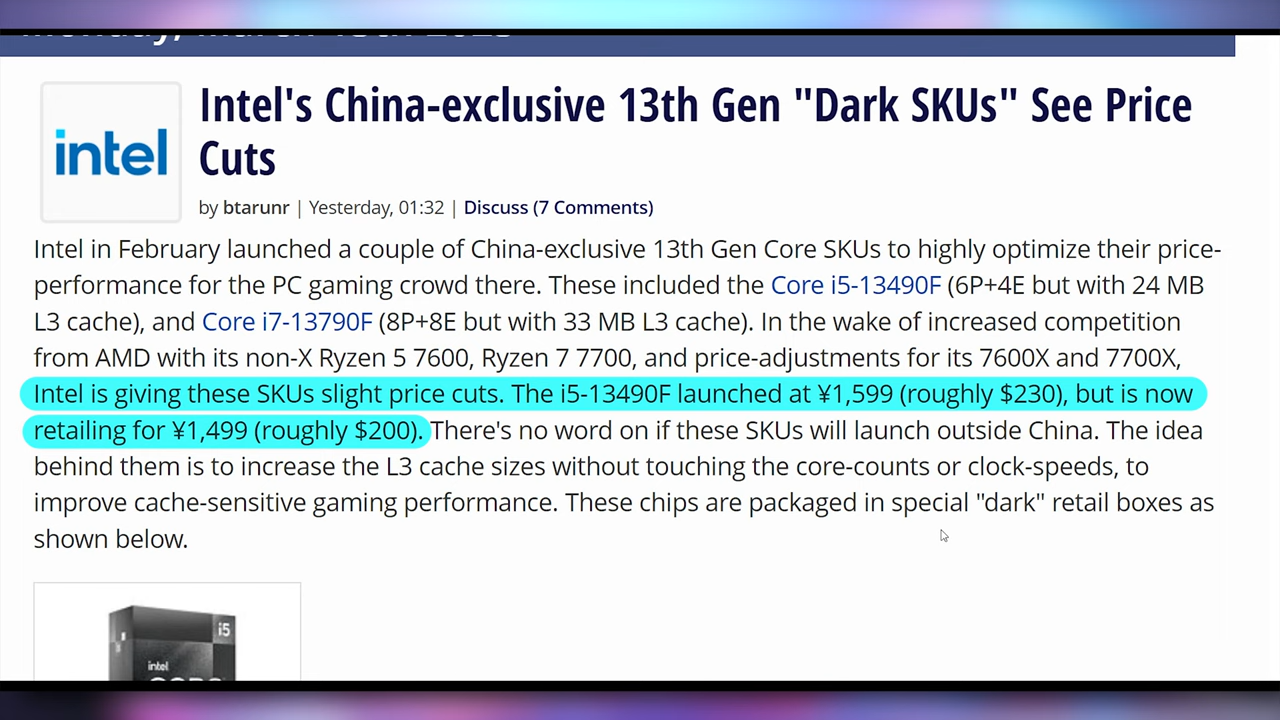 Monday, March 13th 2023
intel
Intel's China-exclusive 13th Gen "Dark SKUs" See Price
Cuts
by btarunr | Yesterday, 01:32 | Discuss (7 Comments)
Intel in February launched a couple of China-exclusive 13th Gen Core SKUs to highly optimize their price-
performance for the PC gaming crowd there. These included the Core i5-13490F (6P+4E but with 24 MB
L3 cache), and Core i7-13790F (8P+8E but with 33 MB L3 cache). In the wake of increased competition
from AMD with its non-X Ryzen 5 7600, Ryzen 7 7700, and price-adjustments for its 7600X and 7700X,
Intel is giving these SKUs slight price cuts. The i5-13490F launched at ¥1,599 (roughly $230), but is now
retailing for ¥1,499 (roughly $200). There's no word on if these SKUs will launch outside China. The idea
behind them is to increase the L3 cache sizes without touching the core-counts or clock-speeds, to
improve cache-sensitive gaming performance. These chips are packaged in special "dark" retail boxes as
shown below.
i5
intel
CORE